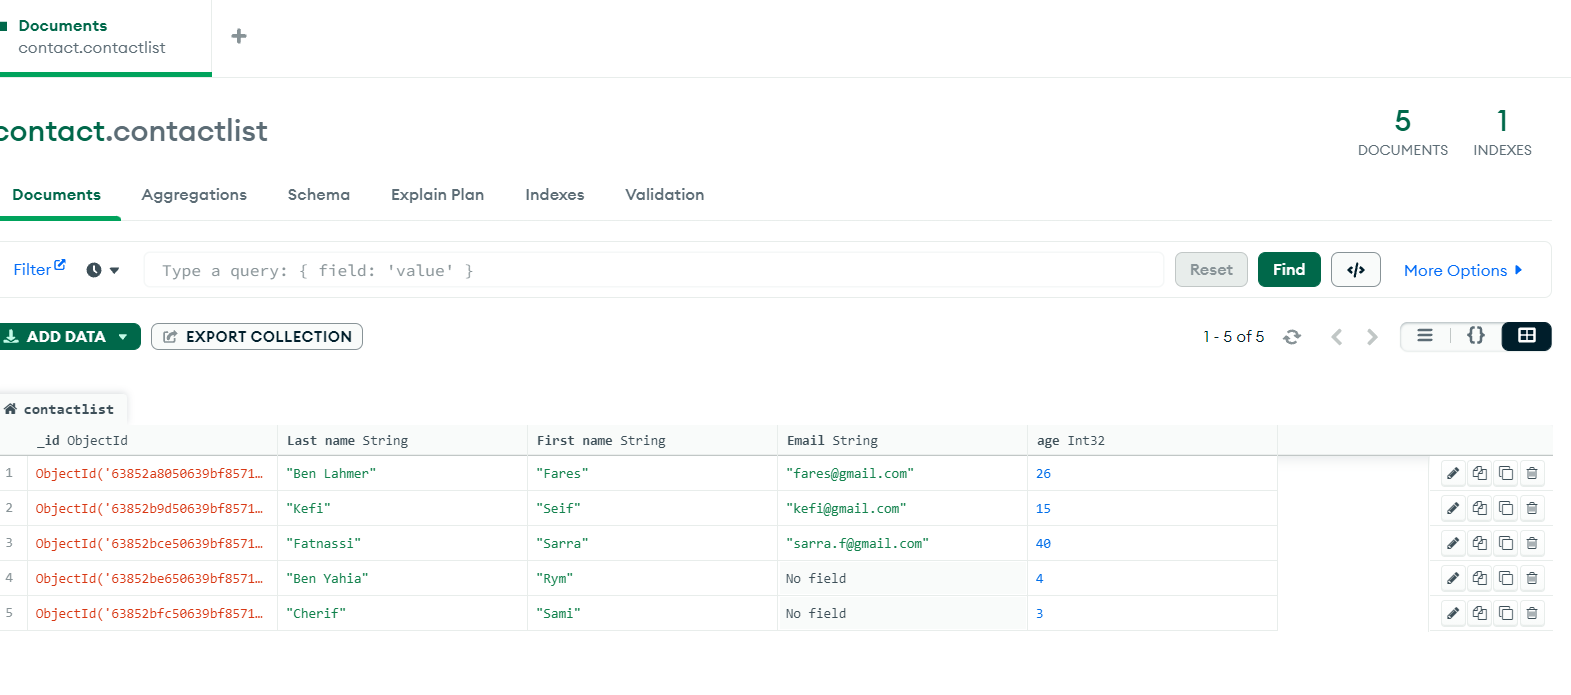 Documents
contact.contactlist
contact.contactlist
5
DOCUMENTS
1
INDEXES
Documents Aggregations Schema Explain Plan Indexes Validation
Filter Type a query: { field: 'value' } Reset Find </> More Options
ADD DATA EXPORT COLLECTION 1 - 5 of 5 {}
contactlist
_id ObjectId Last name String First name String Email String age Int32
1 ObjectId('63852a8050639bf8571… "Ben Lahmer" "Fares" "fares@gmail.com" 26
2 ObjectId('63852b9d50639bf8571… "Kefi" "Seif" "kefi@gmail.com" 15
3 ObjectId('63852bce50639bf8571… "Fatnassi" "Sarra" "sarra.f@gmail.com" 40
4 ObjectId('63852be650639bf8571… "Ben Yahia" "Rym" No field 4
5 ObjectId('63852bfc50639bf8571… "Cherif" "Sami" No field 3